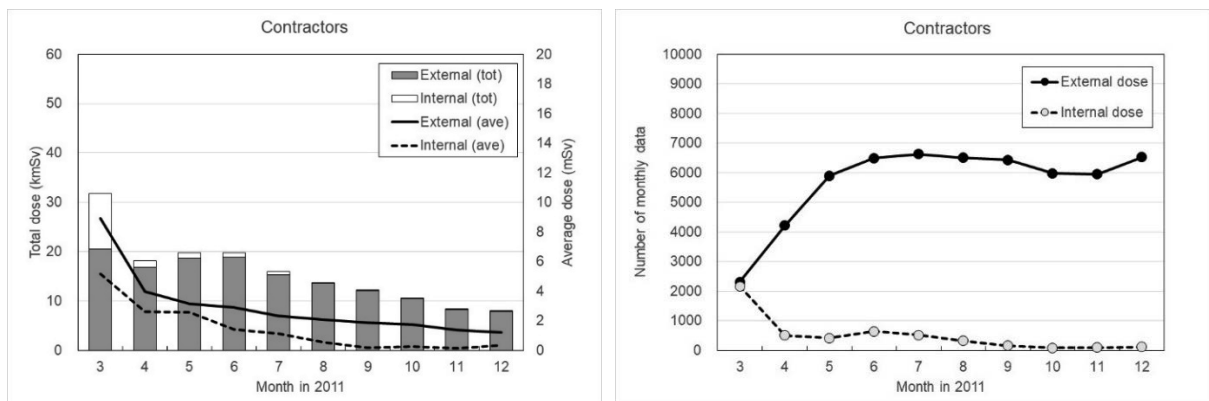 Contractors
60
50
40
30
20
10
0
Total dose (kmSv)
External (tot)
Internal (tot)
External (ave)
Internal (ave)
20
18
16
14
12
10
8
6
4
2
0
Average dose (mSv)
3 4 5 6 7 8 9 10 11 12
Month in 2011
Contractors
10000
9000
8000
7000
6000
5000
4000
3000
2000
1000
0
Number of monthly data
External dose
Internal dose
3 4 5 6 7 8 9 10 11 12
Month in 2011